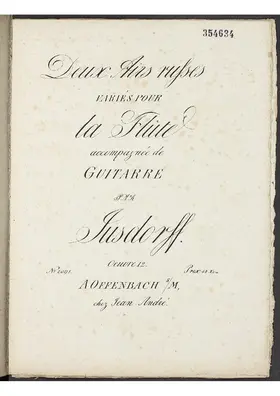 354634
Deux Airs russes
VARIÉS POUR
la Flûte
accompagnée de
GUITARRE
PAR
Jusdorff.
Oeuvre 12.
A OFFENBACH s/M,
chez Jean André.